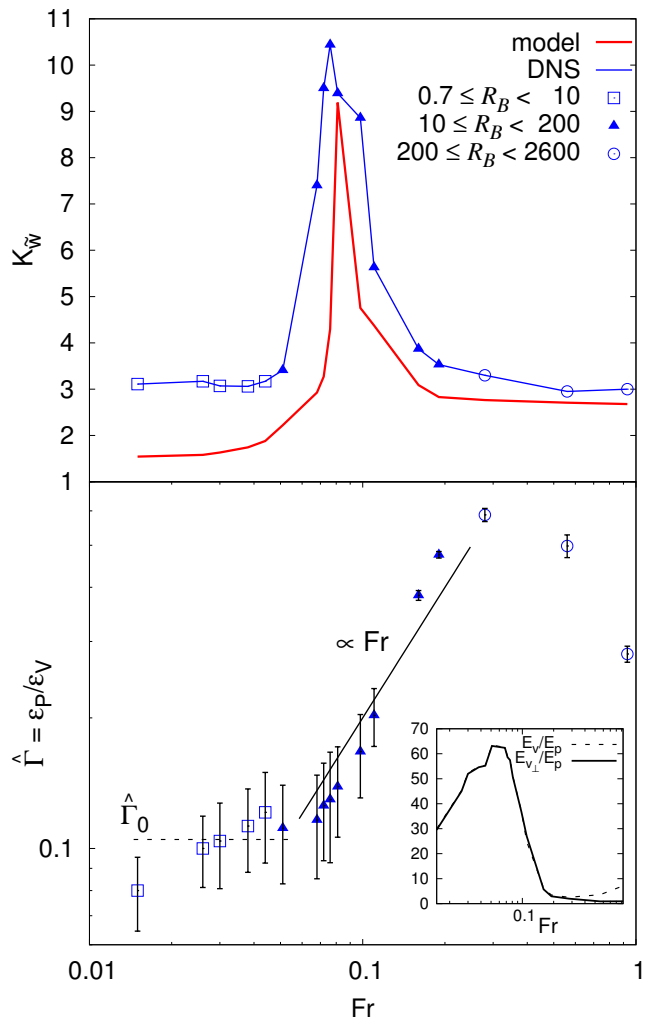 11
10
9
8
7
6
5
4
3
2
1
K_w̃
model
DNS
0.7 ≤ R_B < 10
10 ≤ R_B < 200
200 ≤ R_B < 2600
Γ̂ = ε_P/ε_V
0.1
Γ̂_0
∝ Fr
70
60
50
40
30
20
10
0
E_v/E_p
E_{v⊥}/E_p
0.1
Fr
0.01
0.1
1
Fr